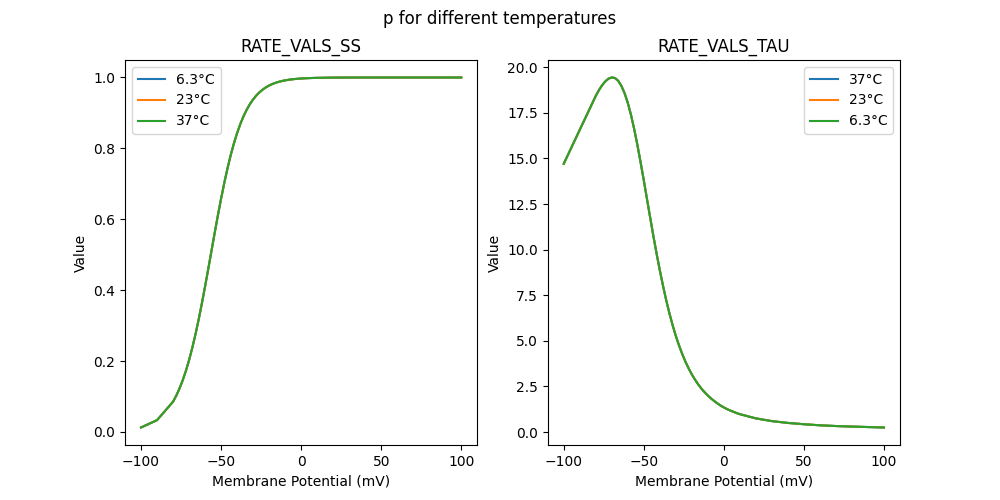 p for different temperatures
RATE_VALS_SS
1.0
0.8
0.6
0.4
0.2
0.0
Value
6.3°C
23°C
37°C
−100
−50
0
50
100
Membrane Potential (mV)
RATE_VALS_TAU
20.0
17.5
15.0
12.5
10.0
7.5
5.0
2.5
0.0
Value
37°C
23°C
6.3°C
−100
−50
0
50
100
Membrane Potential (mV)